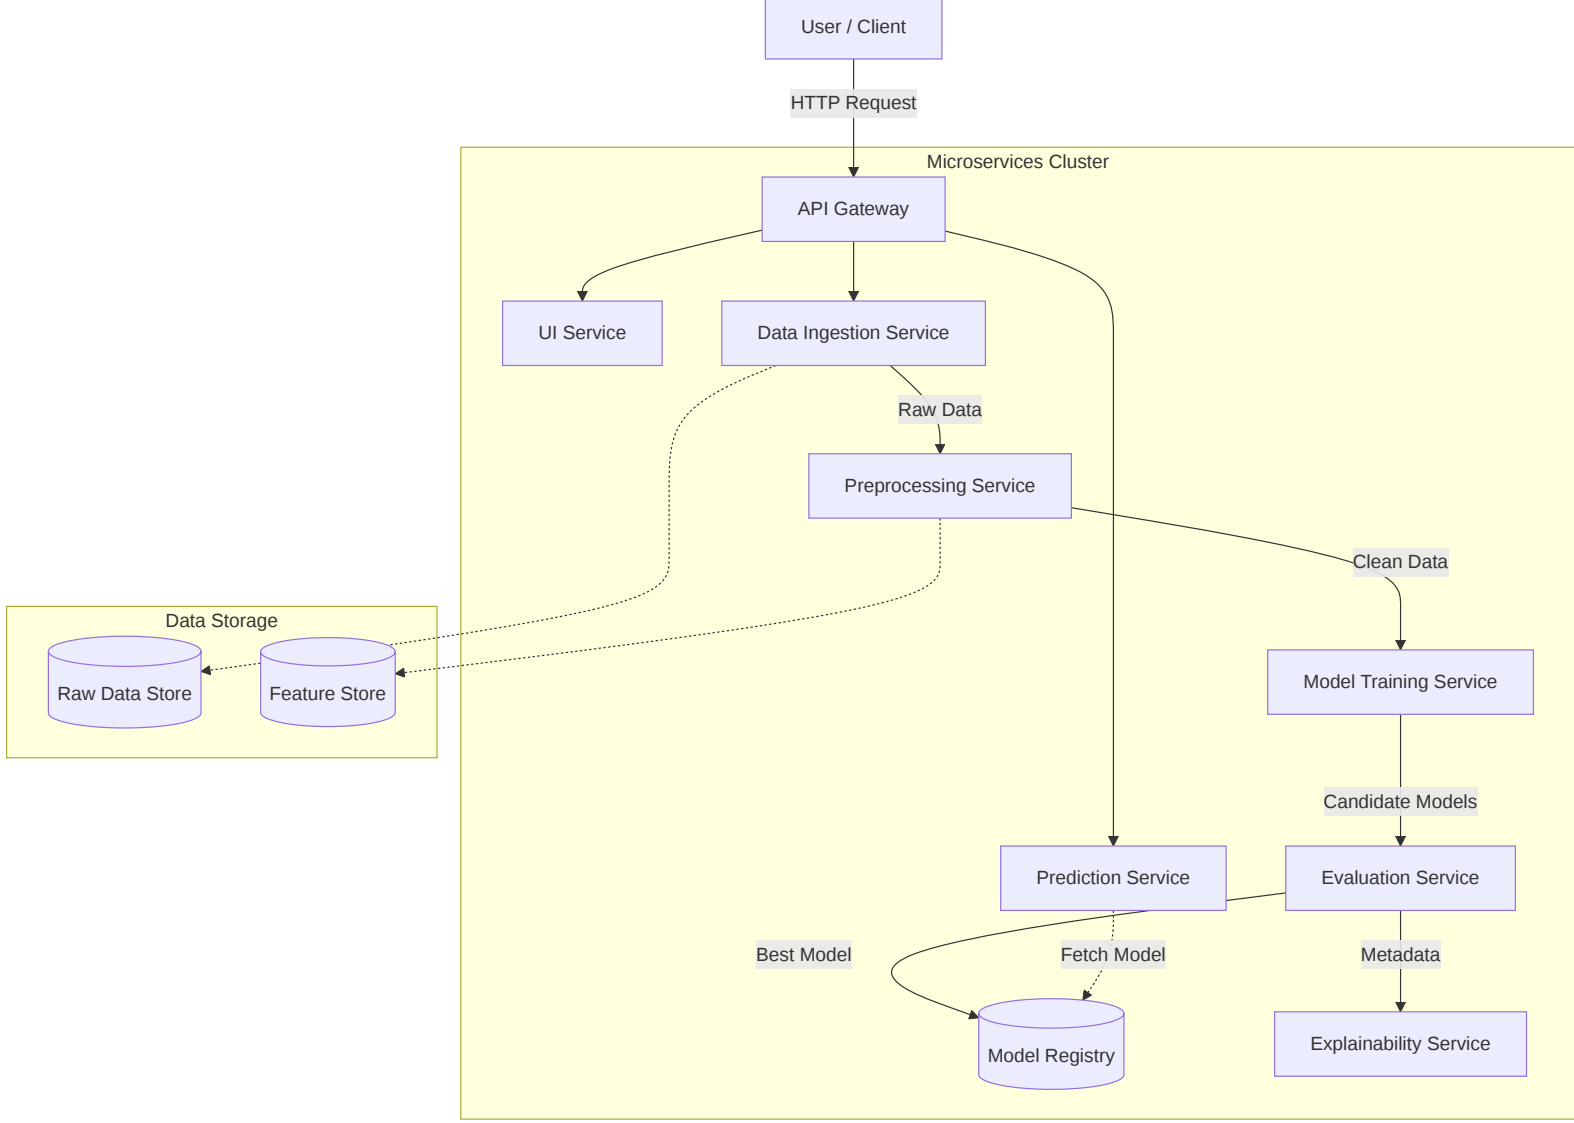 User / Client
HTTP Request
Microservices Cluster
API Gateway
UI Service
Data Ingestion Service
Raw Data
Preprocessing Service
Clean Data
Data Storage
Raw Data Store
Feature Store
Model Training Service
Candidate Models
Prediction Service
Evaluation Service
Best Model
Fetch Model
Metadata
Model Registry
Explainability Service